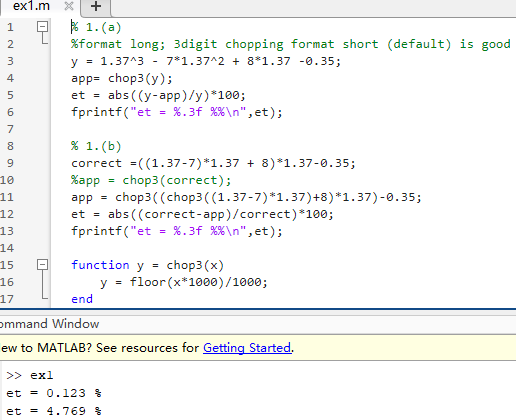 ex1.m × +
1 % 1.(a)
2 %format long; 3digit chopping format short (default) is good
3 y = 1.37^3 - 7*1.37^2 + 8*1.37 -0.35;
4 app= chop3(y);
5 et = abs((y-app)/y)*100;
6 fprintf("et = %.3f %%\n",et);
7
8 % 1.(b)
9 correct =((1.37-7)*1.37 + 8)*1.37-0.35;
10 %app = chop3(correct);
11 app = chop3((chop3((1.37-7)*1.37)+8)*1.37)-0.35;
12 et = abs((correct-app)/correct)*100;
13 fprintf("et = %.3f %%\n",et);
14
15 function y = chop3(x)
16 y = floor(x*1000)/1000;
17 end
ommand Window
ew to MATLAB? See resources for Getting Started.
>> ex1
et = 0.123 %
et = 4.769 %